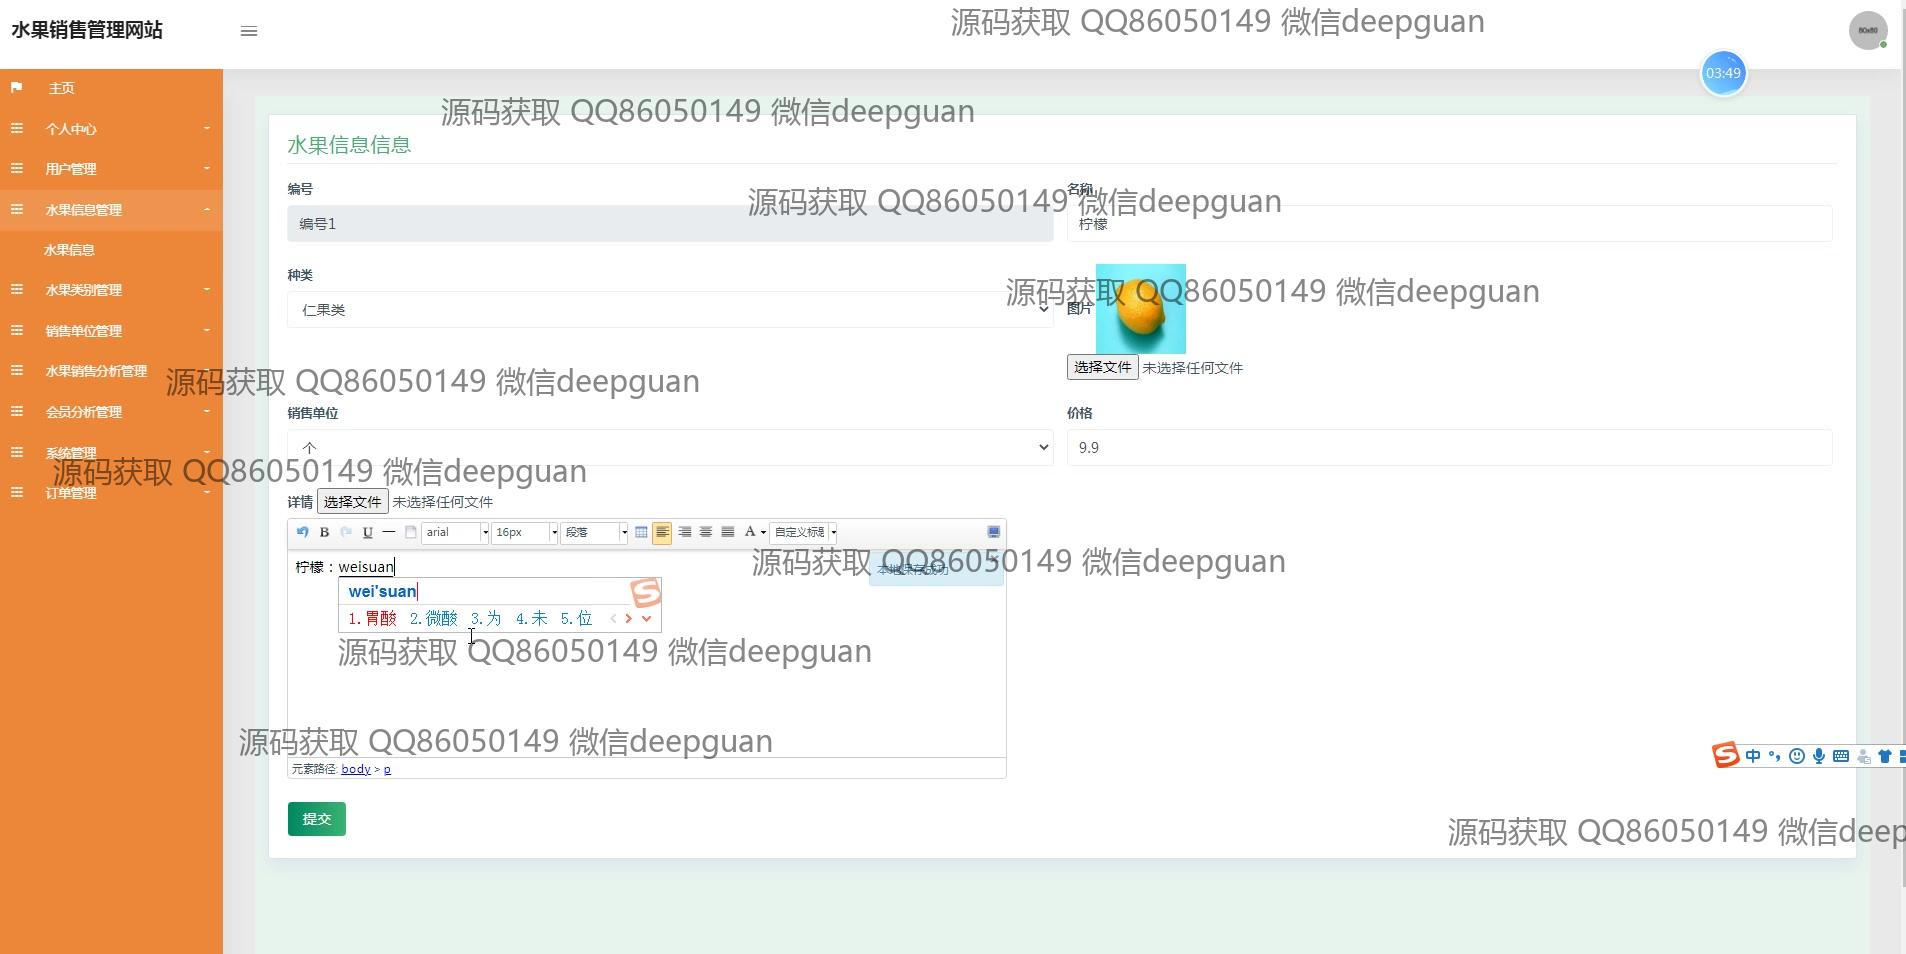 水果销售管理网站
源码获取 QQ86050149 微信deepguan
80x80
03:49
主页
个人中心
用户管理
水果信息管理
水果信息
水果类别管理
销售单位管理
水果销售分析管理
会员分析管理
系统管理
订单管理
源码获取 QQ86050149 微信deepguan
水果信息信息
编号
名称
源码获取 QQ86050149 微信deepguan
编号1
柠檬
种类
图片
源码获取 QQ86050149 微信deepguan
仁果类
选择文件 未选择任何文件
源码获取 QQ86050149 微信deepguan
销售单位
价格
个
9.9
源码获取 QQ86050149 微信deepguan
详情 选择文件 未选择任何文件
B U arial 16px 段落 A 自定义标题
柠檬：weisuan
本地保存成功
源码获取 QQ86050149 微信deepguan
wei'suan
1.胃酸 2.微酸 3.为 4.未 5.位
源码获取 QQ86050149 微信deepguan
源码获取 QQ86050149 微信deepguan
中
元素路径: body > p
提交
源码获取 QQ86050149 微信deep